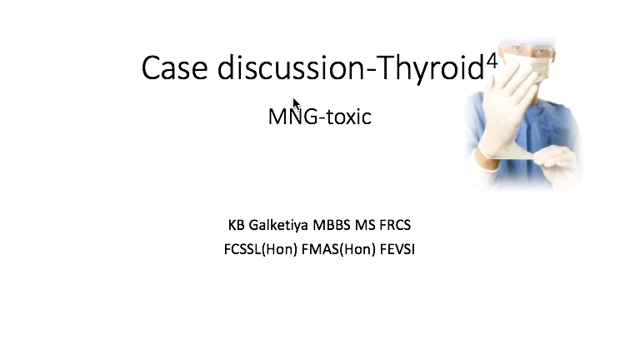 Case discussion-Thyroid⁴
MNG-toxic
KB Galketiya MBBS MS FRCS
FCSSL(Hon) FMAS(Hon) FEVSI